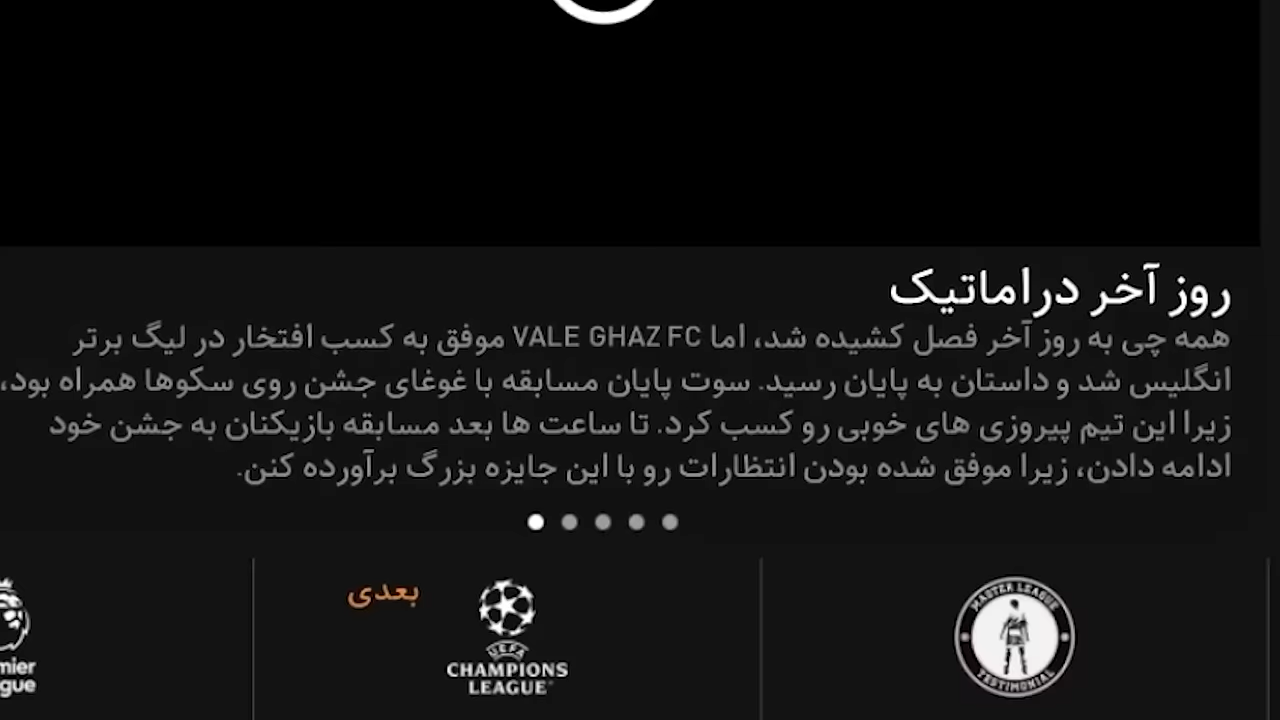 روز آخر دراماتیک
همه چی به روز آخر فصل کشیده شد، اما VALE GHAZ FC موفق به کسب افتخار در لیگ برتر
انگلیس شد و داستان به پایان رسید. سوت پایان مسابقه با غوغای جشن روی سکوها همراه بود،
زیرا این تیم پیروزی های خوبی رو کسب کرد. تا ساعت ها بعد مسابقه بازیکنان به جشن خود
ادامه دادن، زیرا موفق شده بودن انتظارات رو با این جایزه بزرگ برآورده کنن.
بعدی
MASTER LEAGUE
TESTIMONIAL
UEFA
CHAMPIONS
LEAGUE
mier
gue